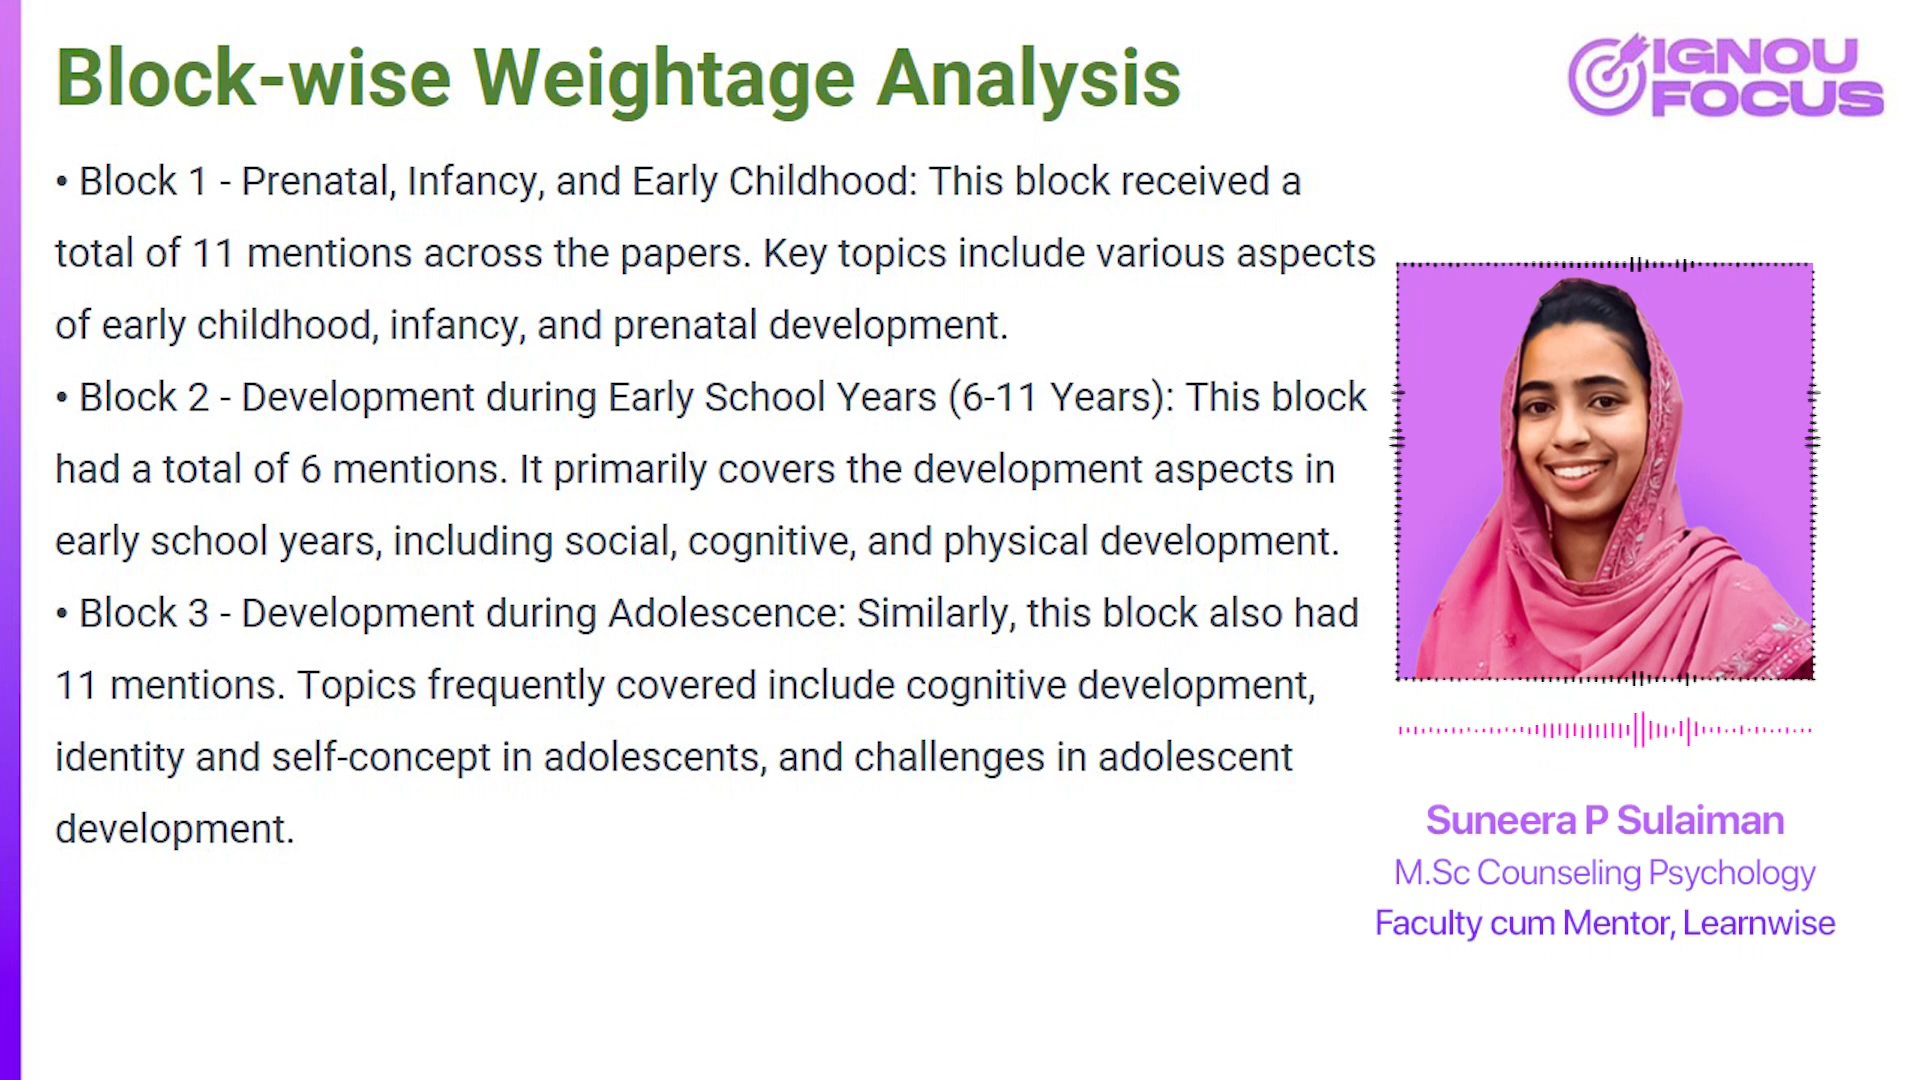 Block-wise Weightage Analysis
IGNOU
FOCUS
• Block 1 - Prenatal, Infancy, and Early Childhood: This block received a
total of 11 mentions across the papers. Key topics include various aspects
of early childhood, infancy, and prenatal development.
• Block 2 - Development during Early School Years (6-11 Years): This block
had a total of 6 mentions. It primarily covers the development aspects in
early school years, including social, cognitive, and physical development.
• Block 3 - Development during Adolescence: Similarly, this block also had
11 mentions. Topics frequently covered include cognitive development,
identity and self-concept in adolescents, and challenges in adolescent
development.
Suneera P Sulaiman
M.Sc Counseling Psychology
Faculty cum Mentor, Learnwise